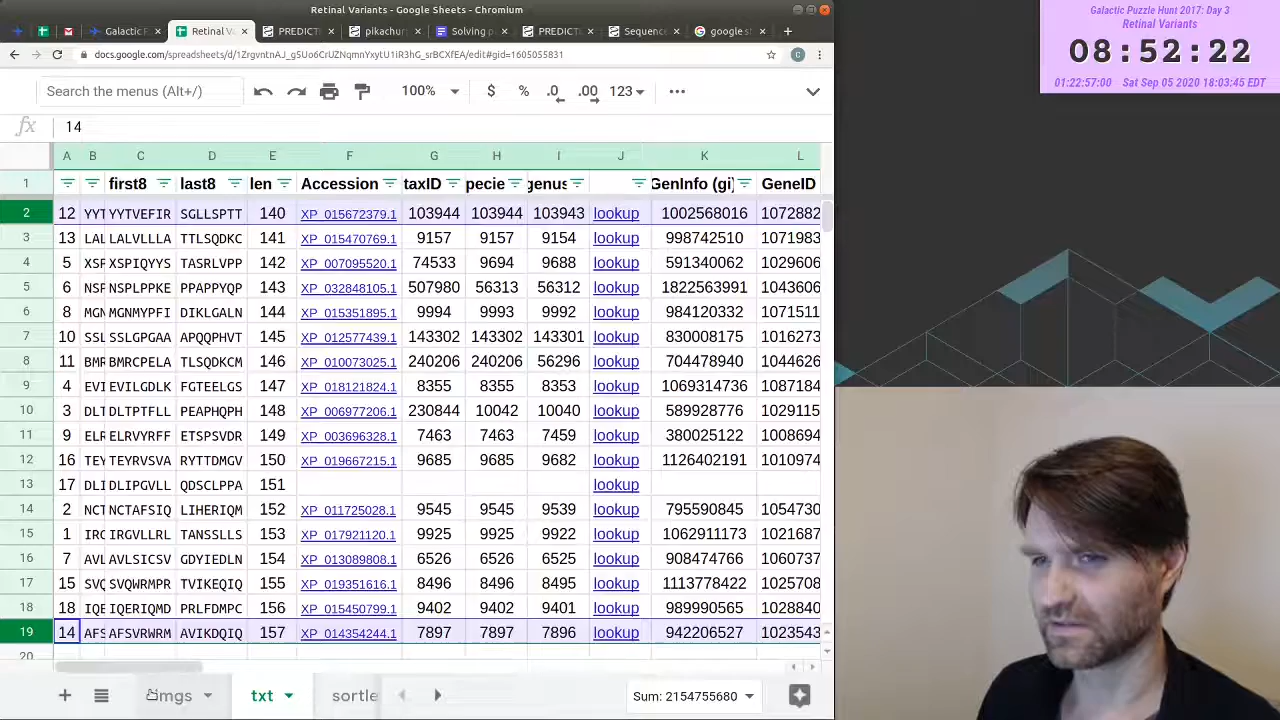 Retinal Variants - Google Sheets - Chromium
Galactic P
Retinal V
PREDICTI
pikachuru
Solving p
PREDICTI
Sequenc
google sh
docs.google.com/spreadsheets/d/1ZrgvntnAJ_g5Uo6CrUZNqmnYxytU1iR3hG_srBCXfEA/edit#gid=1605055831
Search the menus (Alt+/)
100%
$ % .0 .00 123
fx 14
A B C D E F G H I J K L
1 first8 last8 len Accession taxID pecie genus GenInfo (gi) GeneID
2 12 YYT YYTVEFIR SGLLSPTT 140 XP_015672379.1 103944 103944 103943 lookup 1002568016 1072882
3 13 LAL LALVLLLA TTLSQDKC 141 XP_015470769.1 9157 9157 9154 lookup 998742510 1071983
4 5 XSF XSPIQYYS TASRLVPP 142 XP_007095520.1 74533 9694 9688 lookup 591340062 1029606
5 6 NSF NSPLPPKE PPAPPYQP 143 XP_032848105.1 507980 56313 56312 lookup 1822563991 1043606
6 8 MGN MGNMYPFI DIKLGALN 144 XP_015351895.1 9994 9993 9992 lookup 984120332 1071511
7 10 SSL SSLGPGAA APQQPHVT 145 XP_012577439.1 143302 143302 143301 lookup 830008175 1016273
8 11 BMR BMRCPELA TLSQDKCM 146 XP_010073025.1 240206 240206 56296 lookup 704478940 1044626
9 4 EVI EVILGDLK FGTEELGS 147 XP_018121824.1 8355 8355 8353 lookup 1069314736 1087184
10 3 DLT DLTPTFLL PEAPHQPH 148 XP_006977206.1 230844 10042 10040 lookup 589928776 1029115
11 9 ELR ELRVYRFF ETSPSVDR 149 XP_003696328.1 7463 7463 7459 lookup 380025122 1008694
12 16 TEY TEYRVSVA RYTTDMGV 150 XP_019667215.1 9685 9685 9682 lookup 1126402191 1010974
13 17 DLI DLIPGVLL QDSCLPPA 151 lookup
14 2 NCT NCTAFSIQ LIHERIQM 152 XP_011725028.1 9545 9545 9539 lookup 795590845 1054730
15 1 IRG IRGVLLRL TANSSLLS 153 XP_017921120.1 9925 9925 9922 lookup 1062911173 1021687
16 7 AVL AVLSICSV GDYIEDLN 154 XP_013089808.1 6526 6526 6525 lookup 908474766 1060737
17 15 SVQ SVQWRMPR TVIKEQIQ 155 XP_019351616.1 8496 8496 8495 lookup 1113778422 1025708
18 18 IQE IQERIQMD PRLFDMPC 156 XP_015450799.1 9402 9402 9401 lookup 989990565 1028840
19 14 AFS AFSVRWRM AVIKDQIQ 157 XP_014354244.1 7897 7897 7896 lookup 942206527 1023543
20
mgs txt sortle Sum: 2154755680
Galactic Puzzle Hunt 2017: Day 3
Retinal Variants
08:52:22
01:22:57:00 Sat Sep 05 2020 18:03:45 EDT